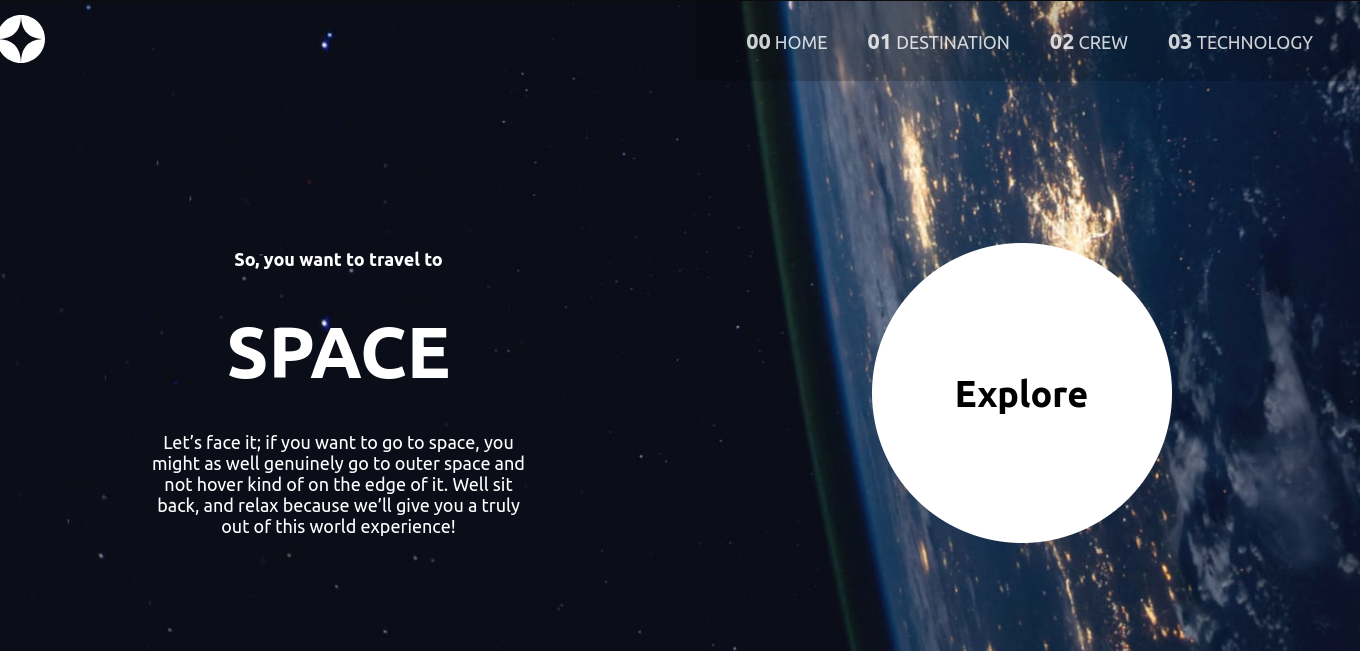 00 HOME 01 DESTINATION 02 CREW 03 TECHNOLOGY
So, you want to travel to
SPACE
Let’s face it; if you want to go to space, you
might as well genuinely go to outer space and
not hover kind of on the edge of it. Well sit
back, and relax because we’ll give you a truly
out of this world experience!
Explore